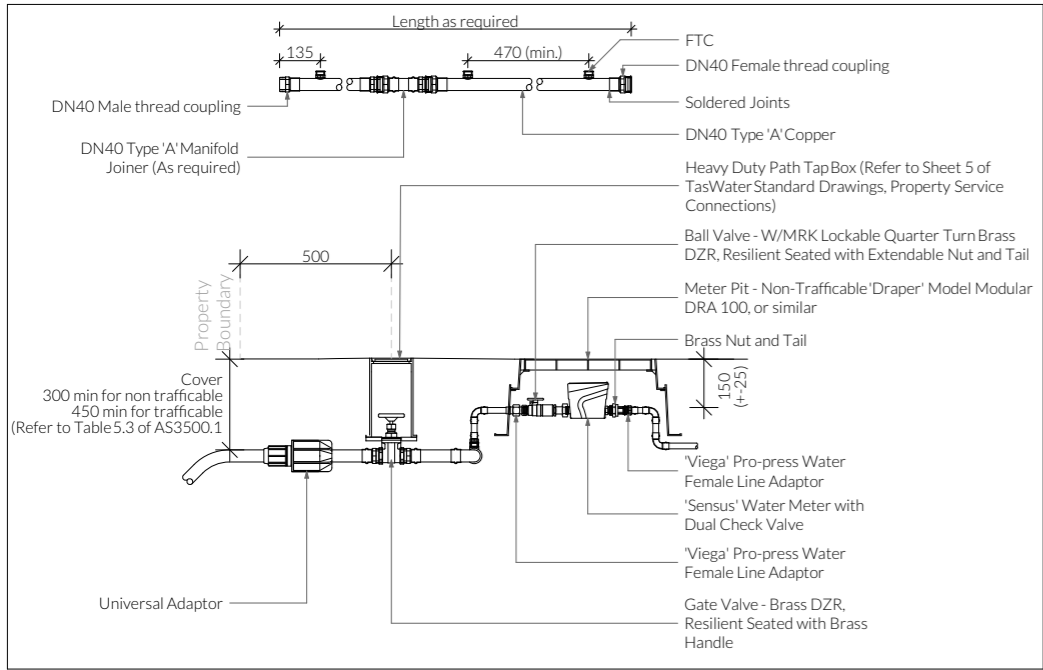 Length as required
135
470 (min.)
FTC
DN40 Female thread coupling
DN40 Male thread coupling
Soldered Joints
DN40 Type 'A' Manifold
Joiner (As required)
DN40 Type 'A' Copper
Heavy Duty Path Tap Box (Refer to Sheet 5 of
TasWater Standard Drawings, Property Service
Connections)
Ball Valve - W/MRK Lockable Quarter Turn Brass
DZR, Resilient Seated with Extendable Nut and Tail
500
Property
Boundary
Meter Pit - Non-Trafficable 'Draper' Model Modular
DRA 100, or similar
Brass Nut and Tail
150
(+-25)
Cover
300 min for non trafficable
450 min for trafficable
(Refer to Table 5.3 of AS3500.1
'Viega' Pro-press Water
Female Line Adaptor
'Sensus' Water Meter with
Dual Check Valve
'Viega' Pro-press Water
Female Line Adaptor
Universal Adaptor
Gate Valve - Brass DZR,
Resilient Seated with Brass
Handle